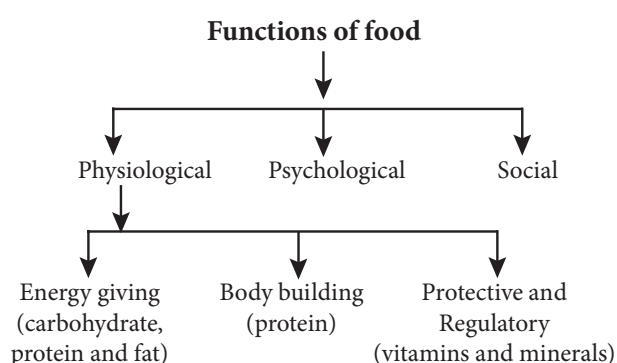 Functions of food
Physiological
Psychological
Social
Energy giving
(carbohydrate,
protein and fat)
Body building
(protein)
Protective and
Regulatory
(vitamins and minerals)